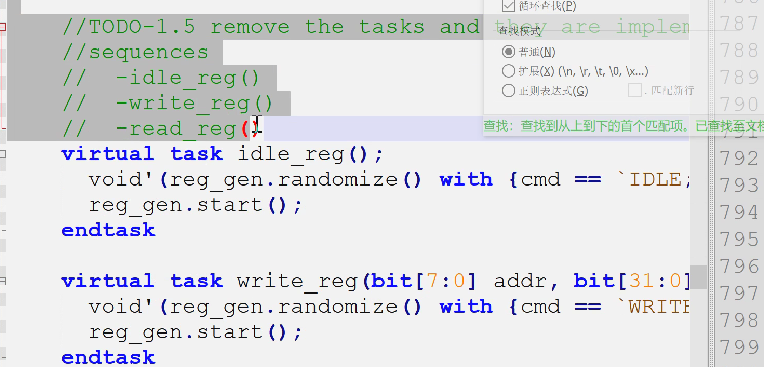 //TODO-1.5 remove the tasks and they are implem
//sequences
//  -idle_reg()
//  -write_reg()
//  -read_reg()
virtual task idle_reg();
void'(reg_gen.randomize() with {cmd == `IDLE;
reg_gen.start();
endtask
virtual task write_reg(bit[7:0] addr, bit[31:0]
void'(reg_gen.randomize() with {cmd == `WRITE
reg_gen.start();
endtask
循环查找(P)
查找模式
普通(N)
扩展(X) (\n, \r, \t, \0, \x...)
正则表达式(G)
. 匹配新行
查找: 查找到从上到下的首个匹配项。已查找至文档
787
788
789
790
791
792
793
794
795
796
797
798
799